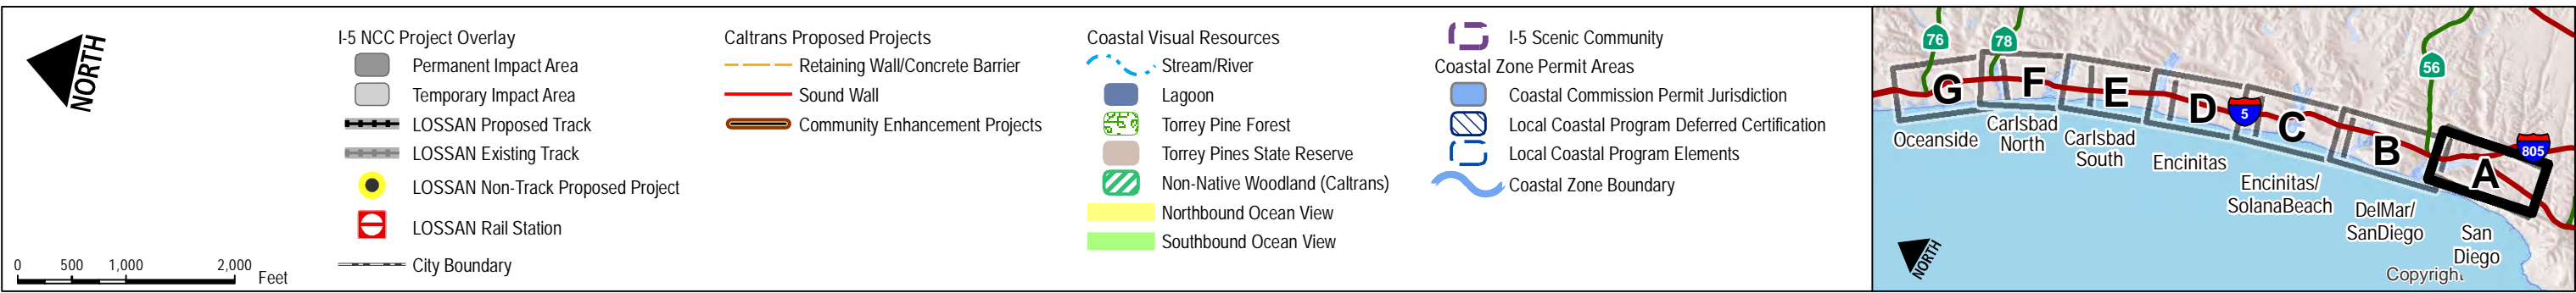 NORTH
0 500 1,000 2,000 Feet
I-5 NCC Project Overlay
Permanent Impact Area
Temporary Impact Area
LOSSAN Proposed Track
LOSSAN Existing Track
LOSSAN Non-Track Proposed Project
LOSSAN Rail Station
City Boundary
Caltrans Proposed Projects
Retaining Wall/Concrete Barrier
Sound Wall
Community Enhancement Projects
Coastal Visual Resources
Stream/River
Lagoon
Torrey Pine Forest
Torrey Pines State Reserve
Non-Native Woodland (Caltrans)
Northbound Ocean View
Southbound Ocean View
I-5 Scenic Community
Coastal Zone Permit Areas
Coastal Commission Permit Jurisdiction
Local Coastal Program Deferred Certification
Local Coastal Program Elements
Coastal Zone Boundary
76
78
56
5
805
G
F
E
D
C
B
A
Oceanside
Carlsbad
North
Carlsbad
South
Encinitas
Encinitas/
SolanaBeach
DelMar/
SanDiego
San
Diego
Copyright
NORTH